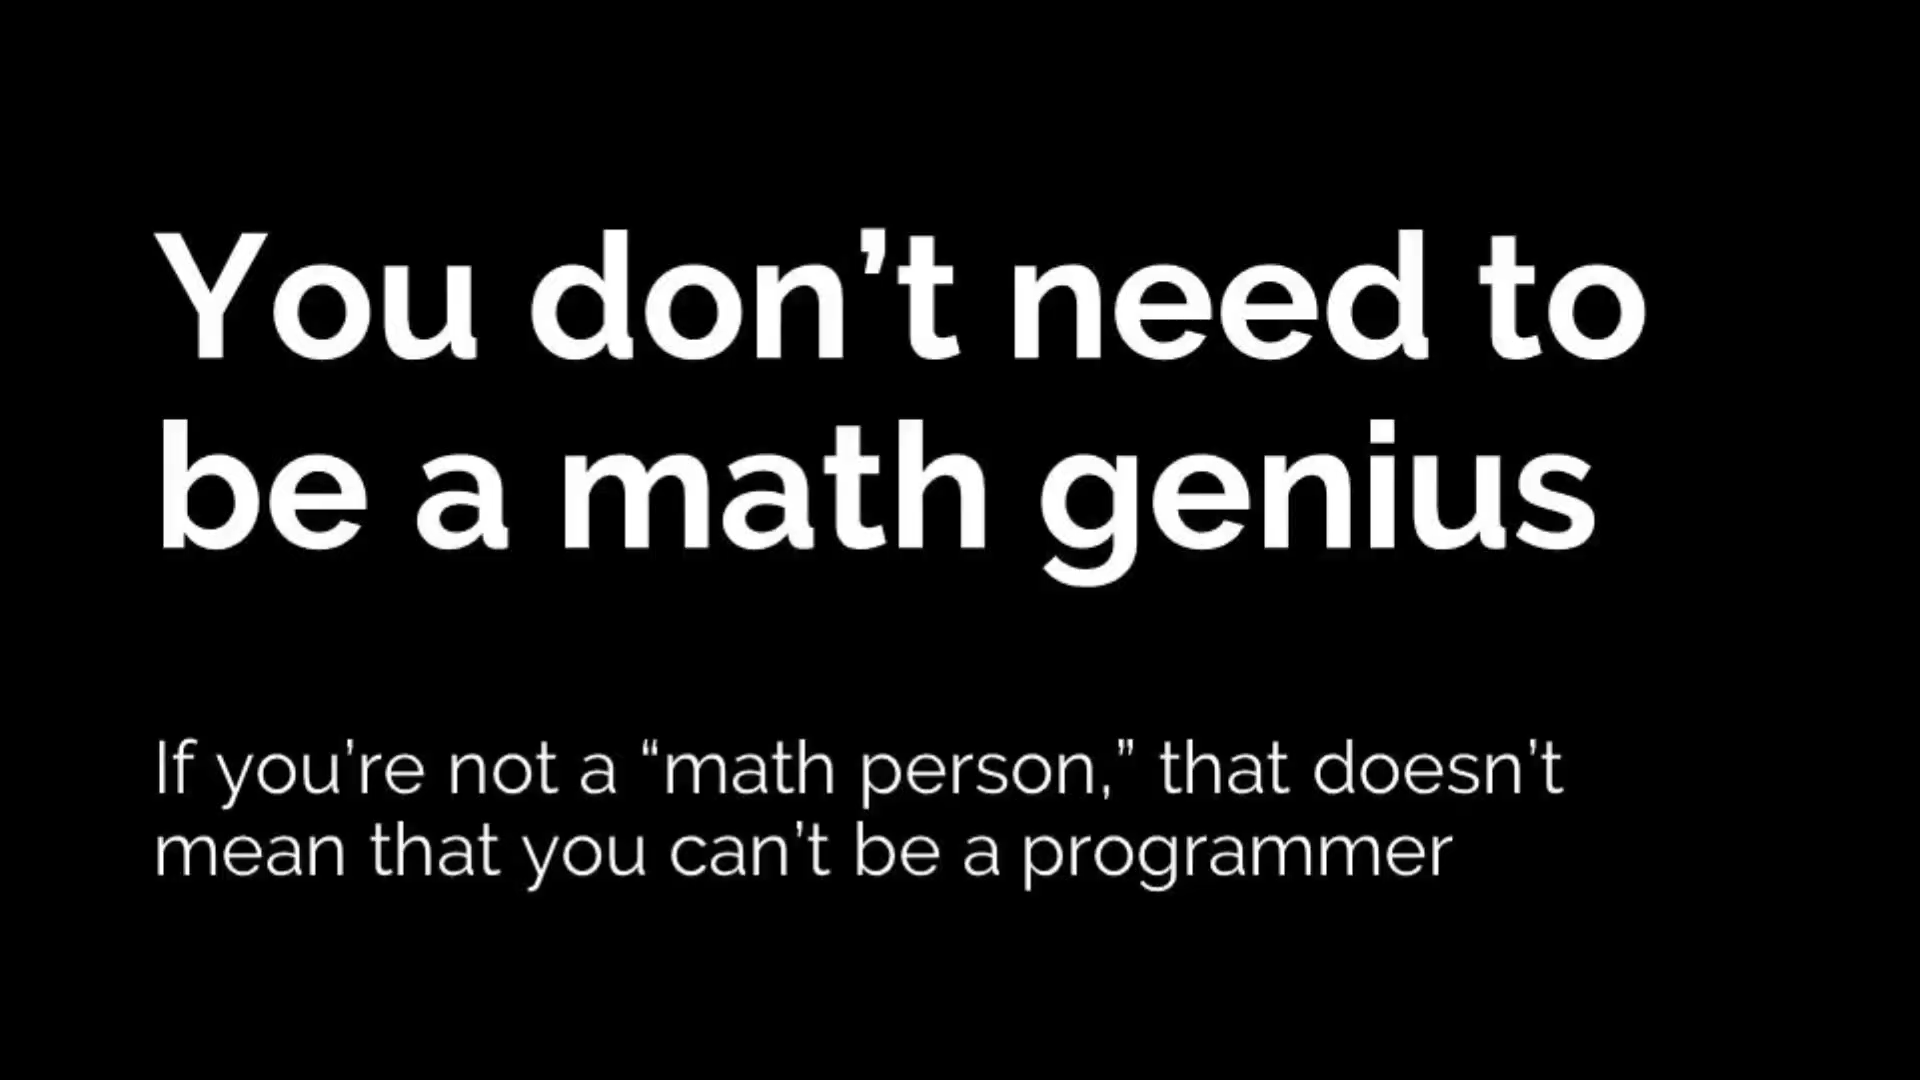 You don’t need to
be a math genius
If you’re not a “math person,” that doesn’t
mean that you can’t be a programmer